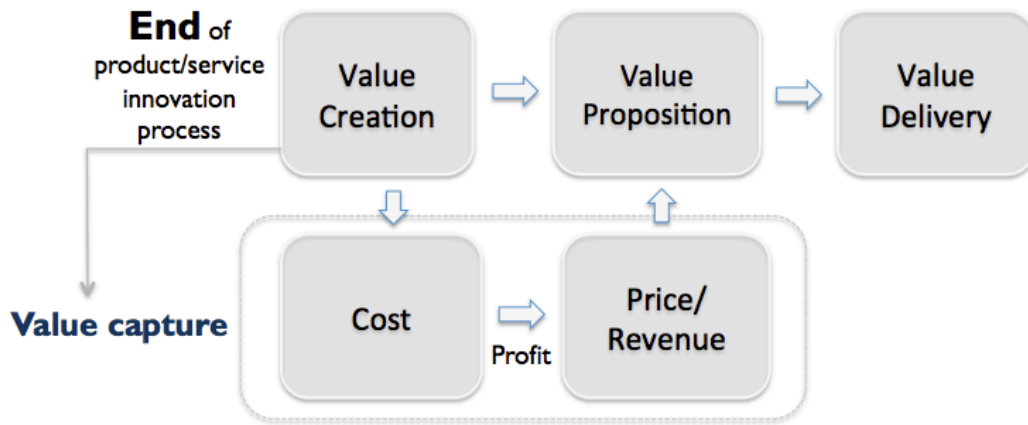 End of
product/service
innovation
process
Value
Creation
Value
Proposition
Value
Delivery
Value capture
Cost
Profit
Price/
Revenue